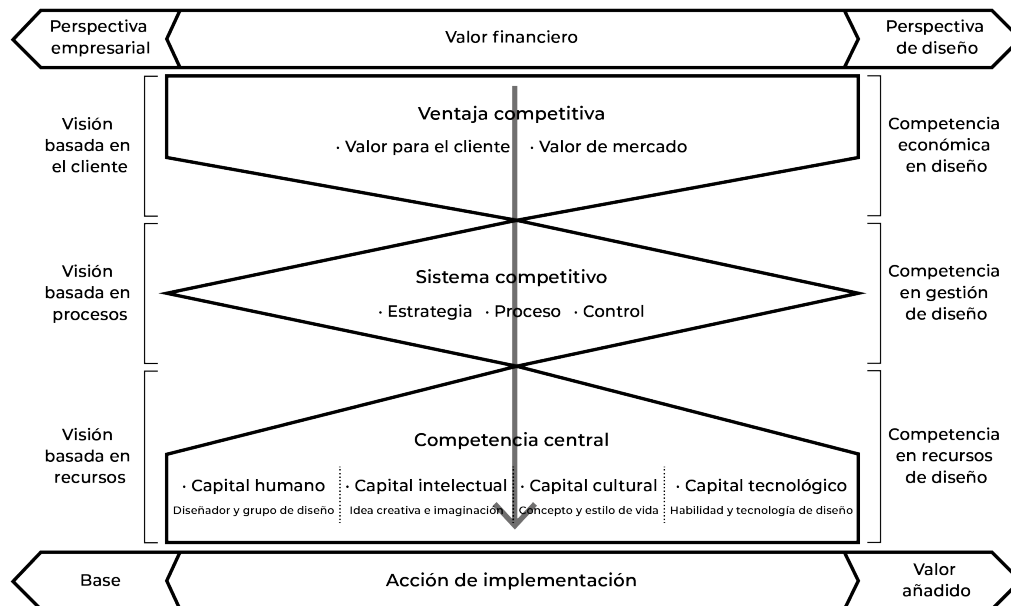 Perspectiva
empresarial
Valor financiero
Perspectiva
de diseño
Visión
basada en
el cliente
Ventaja competitiva
· Valor para el cliente · Valor de mercado
Competencia
económica
en diseño
Visión
basada en
procesos
Sistema competitivo
· Estrategia · Proceso · Control
Competencia
en gestión
de diseño
Visión
basada en
recursos
Competencia central
· Capital humano
Diseñador y grupo de diseño
· Capital intelectual
Idea creativa e imaginación
· Capital cultural
Concepto y estilo de vida
· Capital tecnológico
Habilidad y tecnología de diseño
Competencia
en recursos
de diseño
Base
Acción de implementación
Valor
añadido